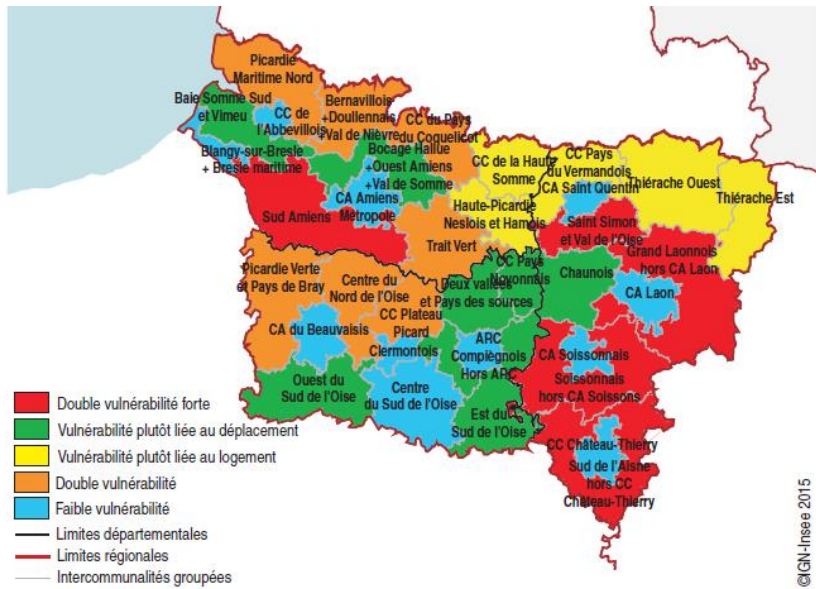 Picardie
Maritime Nord
Baie Somme Sud
et Vimeu
CC de
l'Abbevillois
Bernavillois
+Doullennais
+Val de Nièvre
CC du Pays
du Coquelicot
Blangy-sur-Bresle
+ Bresle maritime
Bocage Hallue
+Ouest Amiens
+Val de Somme
CC de la Haute
Somme
CC Pays
du Vermandois
CA Saint Quentin
Thiérache Ouest
Thiérache Est
CA Amiens
Métropole
Sud Amiens
Haute-Picardie
Neslois et Hamois
Saint Simon
et Val de l'Oise
Trait Vert
Grand Laonnois
hors CA Laon
Picardie Verte
et Pays de Bray
Centre du
Nord de l'Oise
CC Pays
Noyonnais
Deux vallées
et Pays des sources
Chaunois
CA Laon
CC Plateau
Picard
CA du Beauvaisis
Clermontois
ARC
Compiègnois
Hors ARC
CA Soissonnais
Soissonnais
hors CA Soissons
Ouest du
Sud de l'Oise
Centre
du Sud de l'Oise
Est du
Sud de l'Oise
CC Château-Thierry
Sud de l'Aisne
hors CC
Château-Thierry
Double vulnérabilité forte
Vulnérabilité plutôt liée au déplacement
Vulnérabilité plutôt liée au logement
Double vulnérabilité
Faible vulnérabilité
Limites départementales
Limites régionales
Intercommunalités groupées
©IGN-Insee 2015